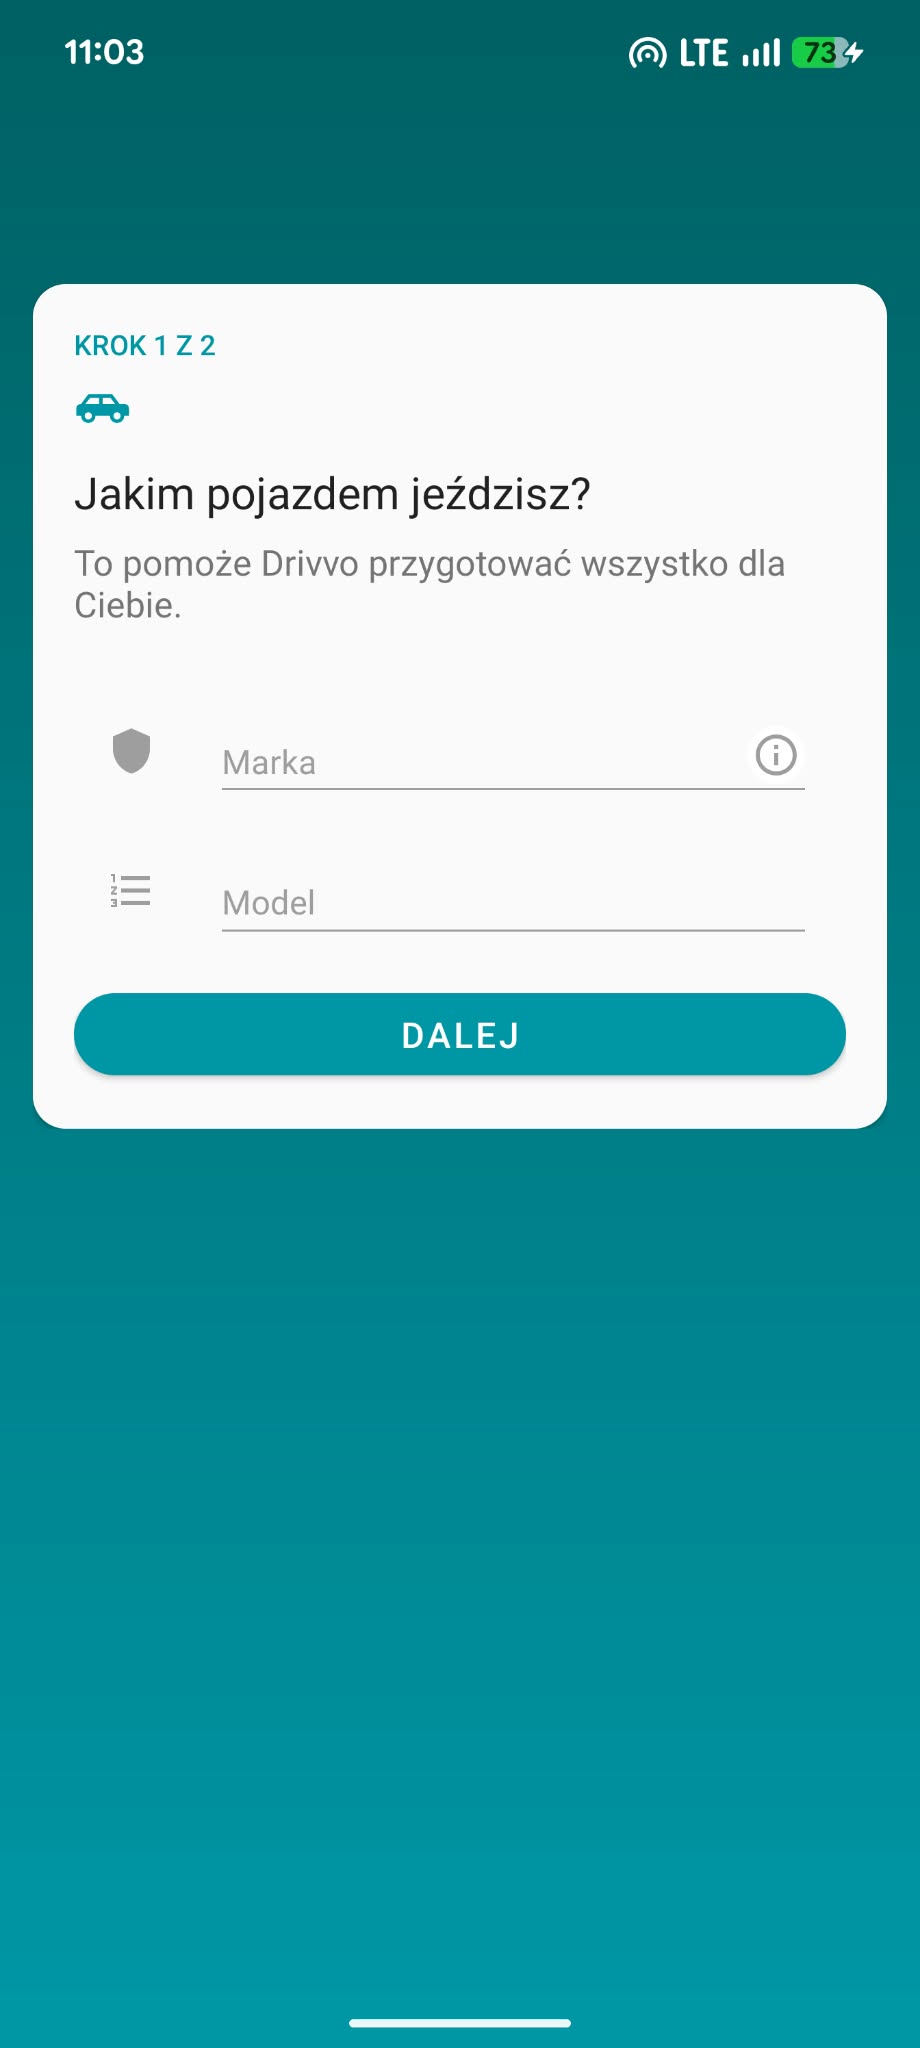 11:03
LTE
73
KROK 1 Z 2
Jakim pojazdem jeździsz?
To pomoże Drivvo przygotować wszystko dla
Ciebie.
Marka
Model
DALEJ